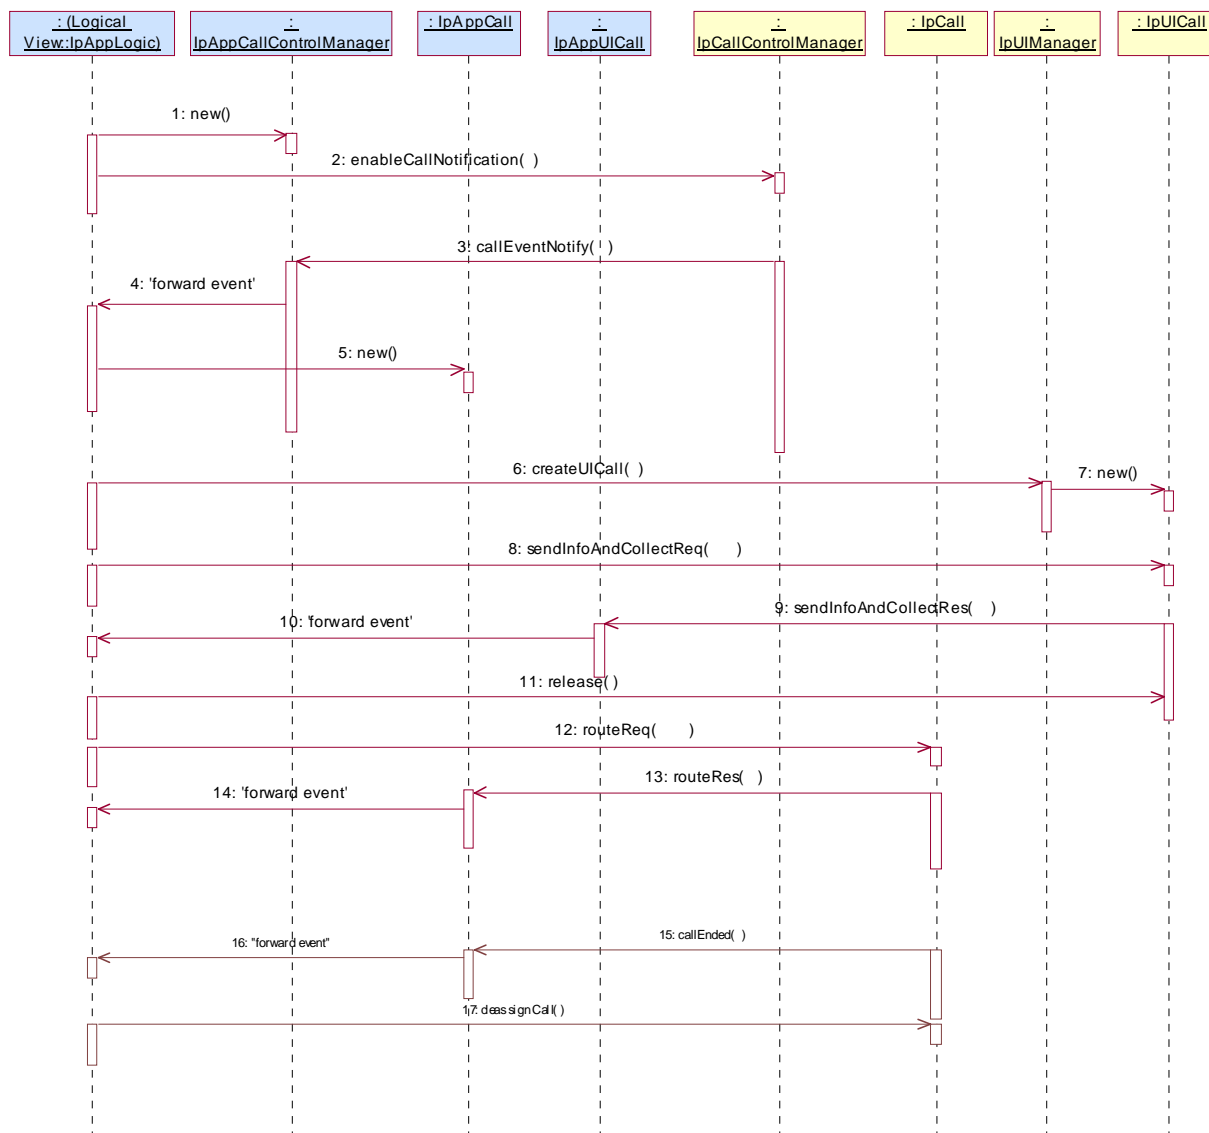 : (Logical
View::IpAppLogic)
:
IpAppCallControlManager
: IpAppCall
:
IpAppUICall
:
IpCallControlManager
: IpCall
:
IpUIManager
: IpUICall
1: new()
2: enableCallNotification( )
3: callEventNotify( )
4: 'forward event'
5: new()
6: createUICall( )
7: new()
8: sendInfoAndCollectReq( )
9: sendInfoAndCollectRes( )
10: 'forward event'
11: release( )
12: routeReq( )
13: routeRes( )
14: 'forward event'
15: callEnded( )
16: "forward event"
17: deassignCall( )